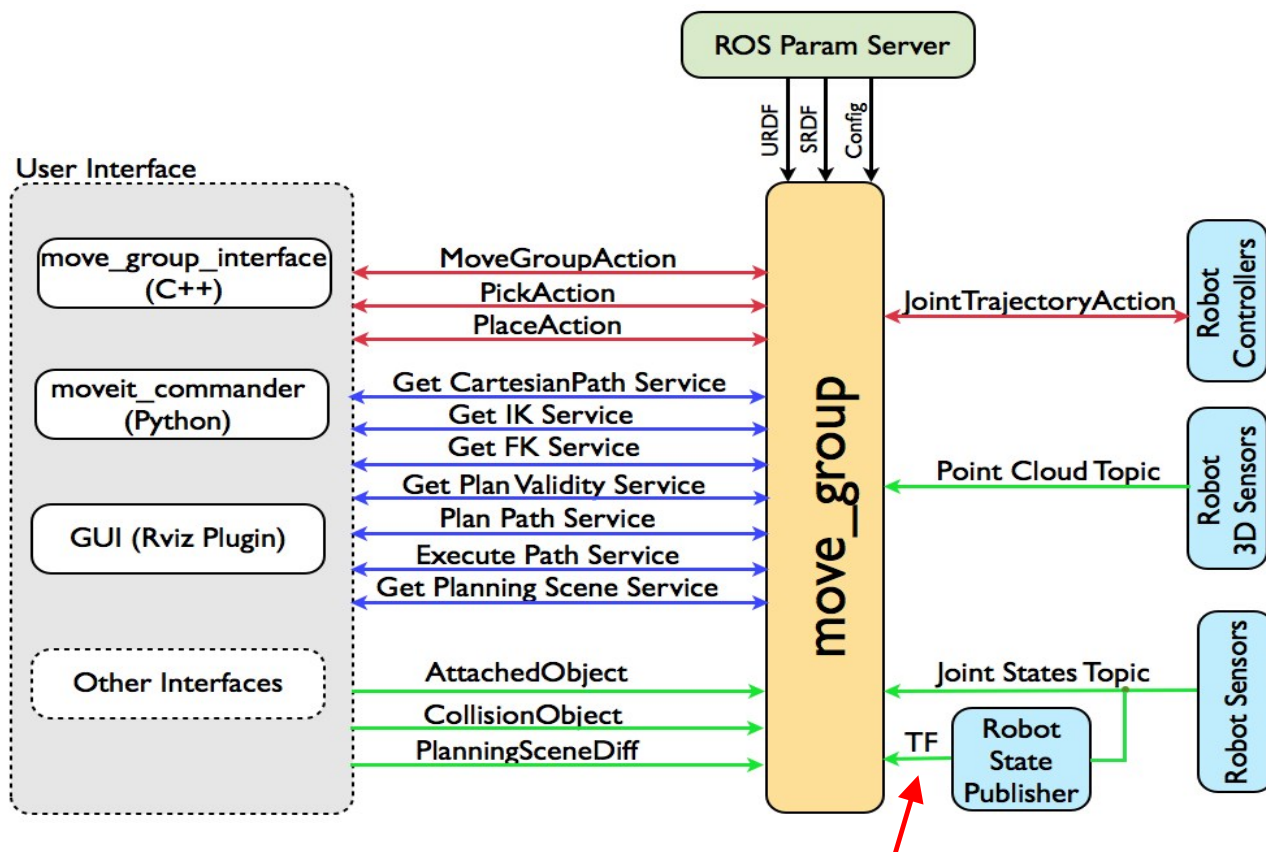 ROS Param Server
URDF
SRDF
Config
User Interface
move_group_interface
(C++)
moveit_commander
(Python)
GUI (Rviz Plugin)
Other Interfaces
MoveGroupAction
PickAction
PlaceAction
Get CartesianPath Service
Get IK Service
Get FK Service
Get Plan Validity Service
Plan Path Service
Execute Path Service
Get Planning Scene Service
AttachedObject
CollisionObject
PlanningSceneDiff
move_group
JointTrajectoryAction
Robot
Controllers
Point Cloud Topic
Robot
3D Sensors
Joint States Topic
Robot Sensors
TF
Robot
State
Publisher